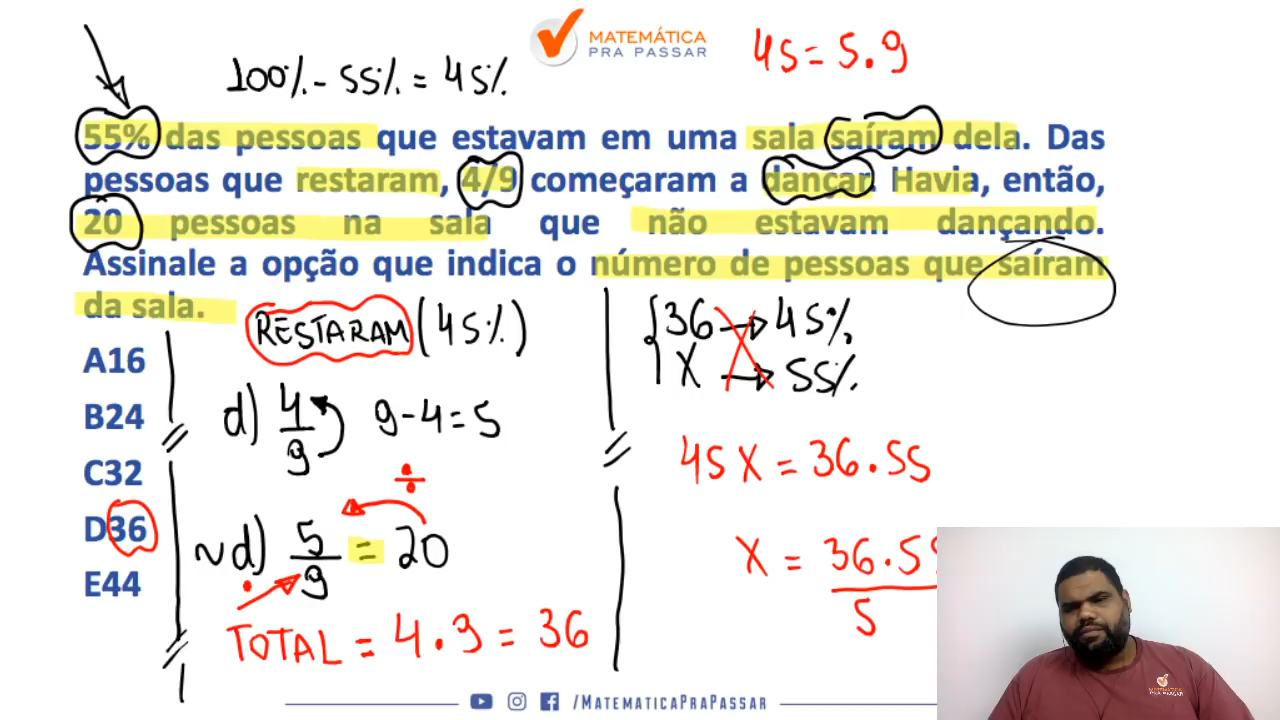 MATEMÁTICA
PRA PASSAR
45 = 5.9
100% - 55% = 45%
55% das pessoas que estavam em uma sala saíram dela. Das
pessoas que restaram, 4/9 começaram a dançar. Havia, então,
20 pessoas na sala que não estavam dançando.
Assinale a opção que indica o número de pessoas que saíram
da sala.
A16
B24
C32
D36
E44
RESTARAM (45%)
d) 4/9 9-4=5
~d) 5/9 = 20
÷
TOTAL = 4.9 = 36
36 → 45%
X → 55%
45X = 36.55
X = 36.55/5
/MATEMATICAPRAPASSAR